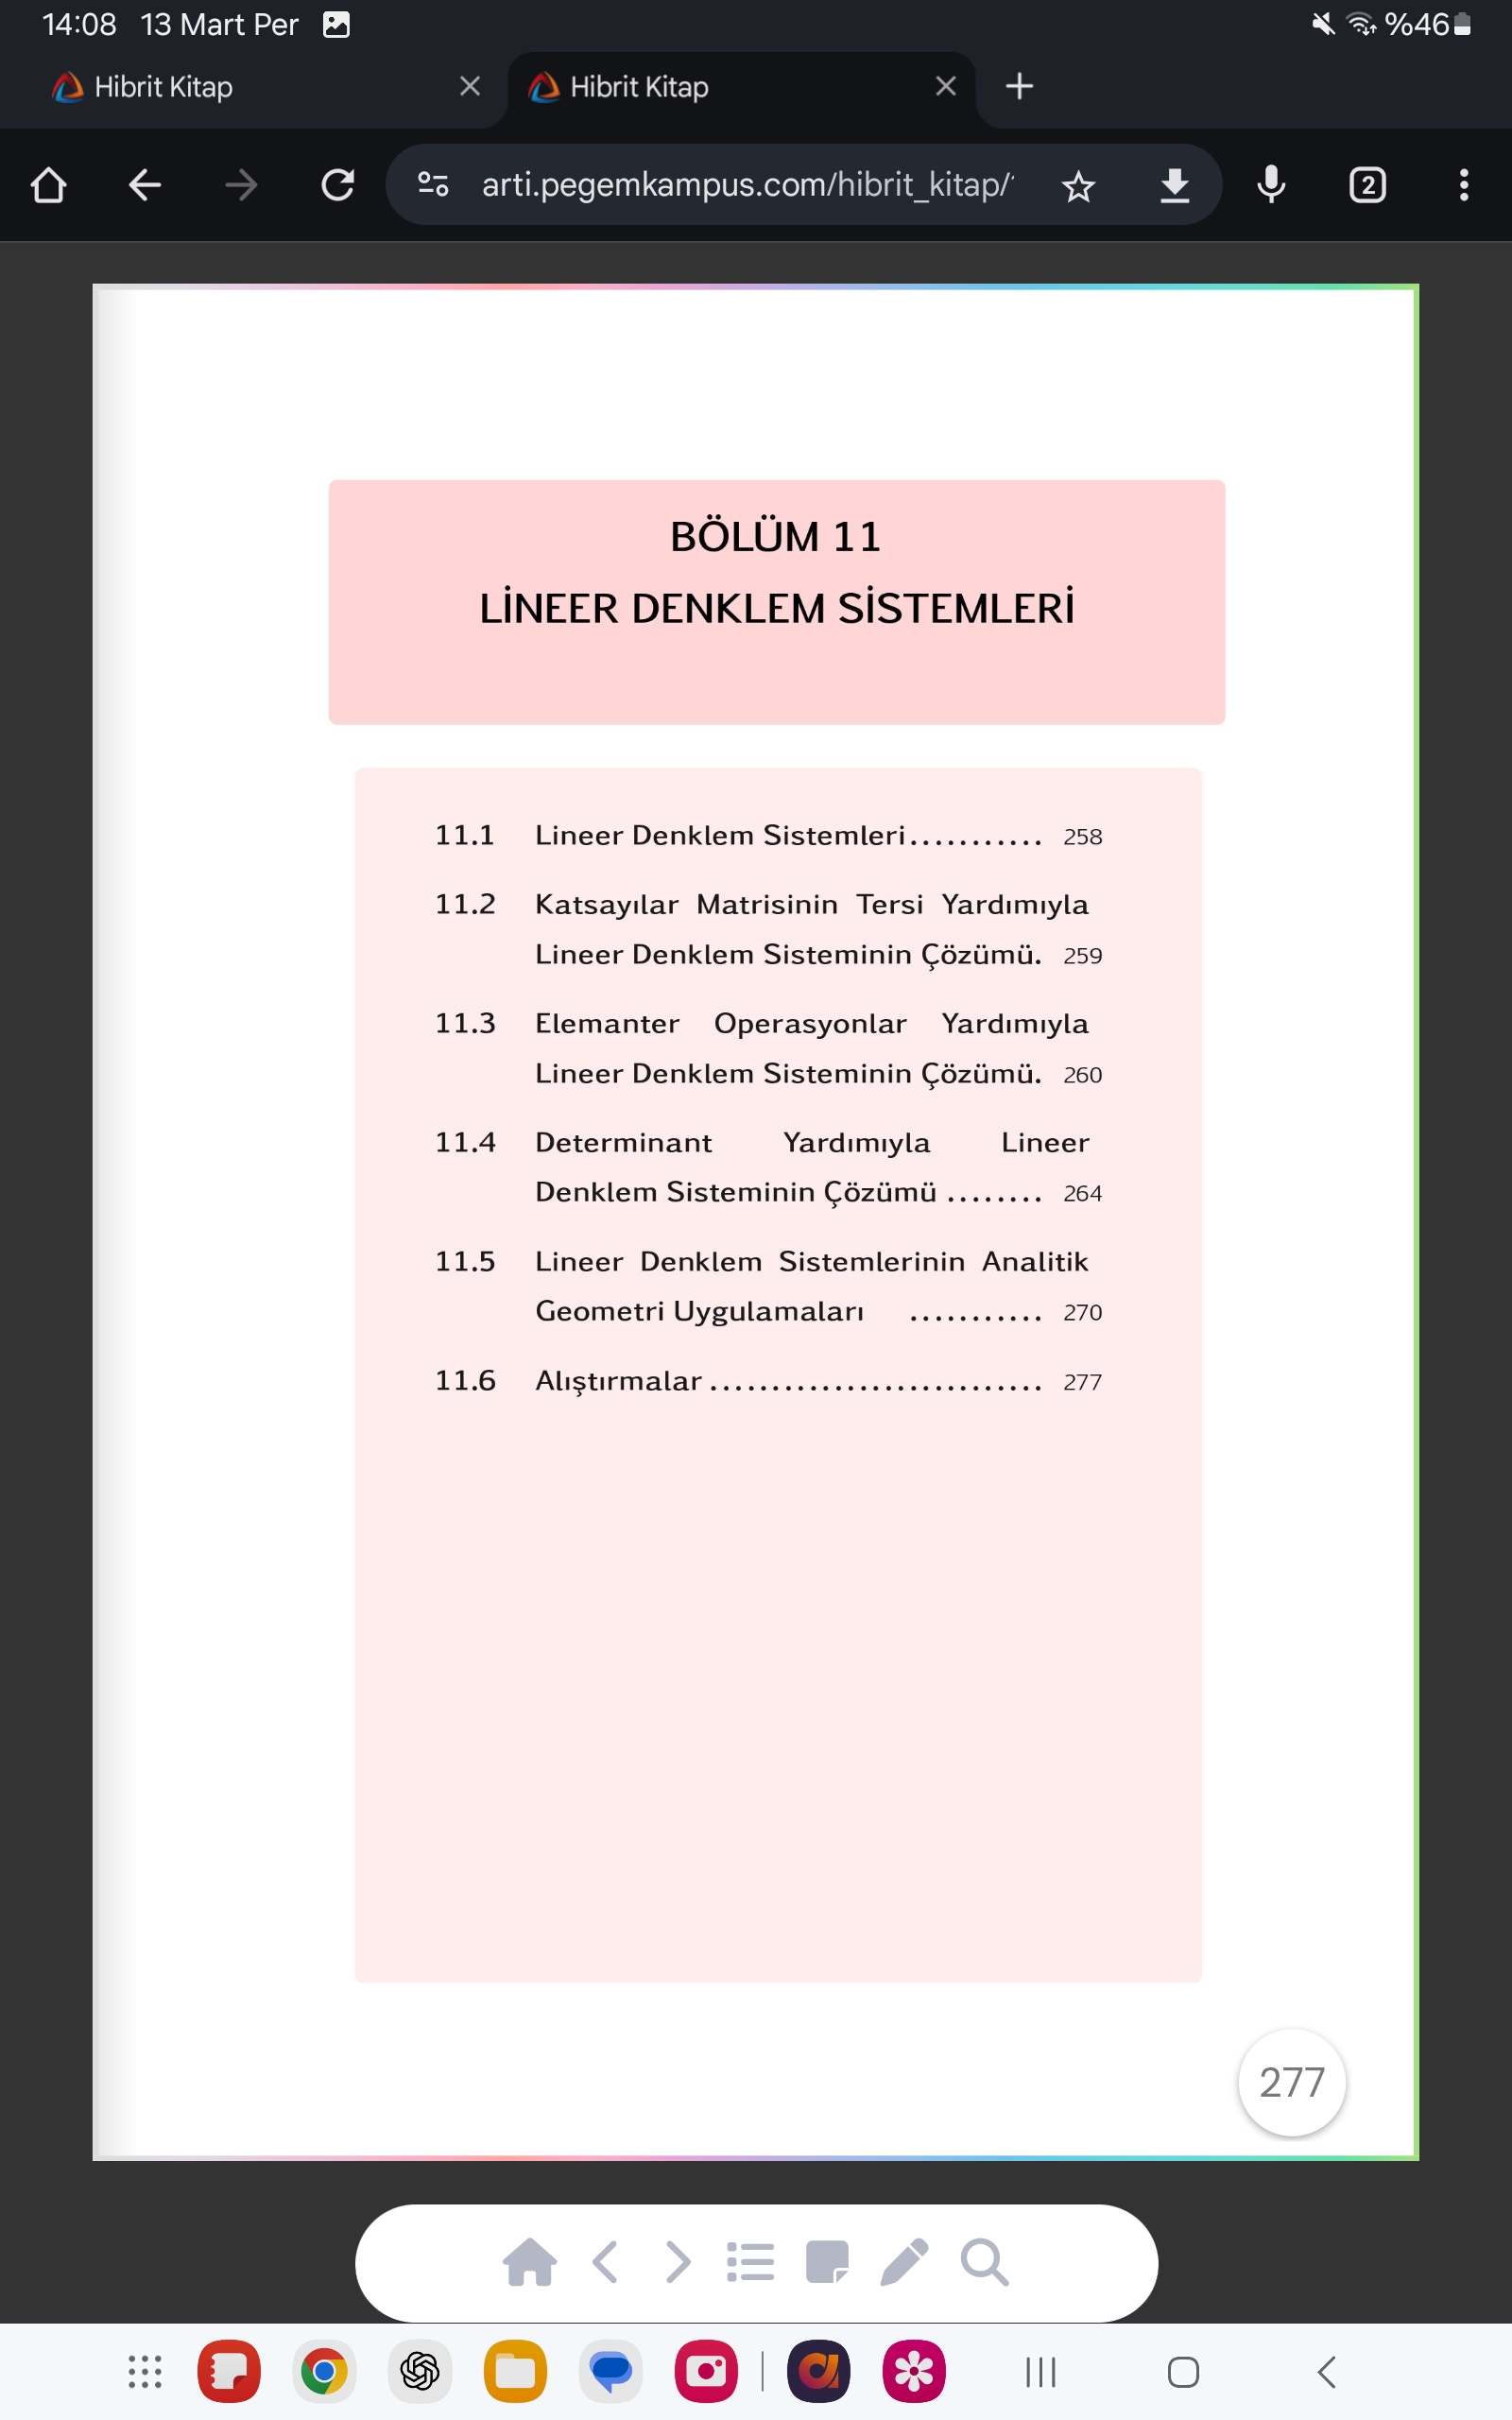 14:08 13 Mart Per %46
Hibrit Kitap Hibrit Kitap
arti.pegemkampus.com/hibrit_kitap/
2
BÖLÜM 11
LİNEER DENKLEM SİSTEMLERİ
11.1 Lineer Denklem Sistemleri........... 258
11.2 Katsayılar Matrisinin Tersi Yardımıyla
Lineer Denklem Sisteminin Çözümü. 259
11.3 Elemanter Operasyonlar Yardımıyla
Lineer Denklem Sisteminin Çözümü. 260
11.4 Determinant Yardımıyla Lineer
Denklem Sisteminin Çözümü ........ 264
11.5 Lineer Denklem Sistemlerinin Analitik
Geometri Uygulamaları ........... 270
11.6 Alıştırmalar ........................... 277
277